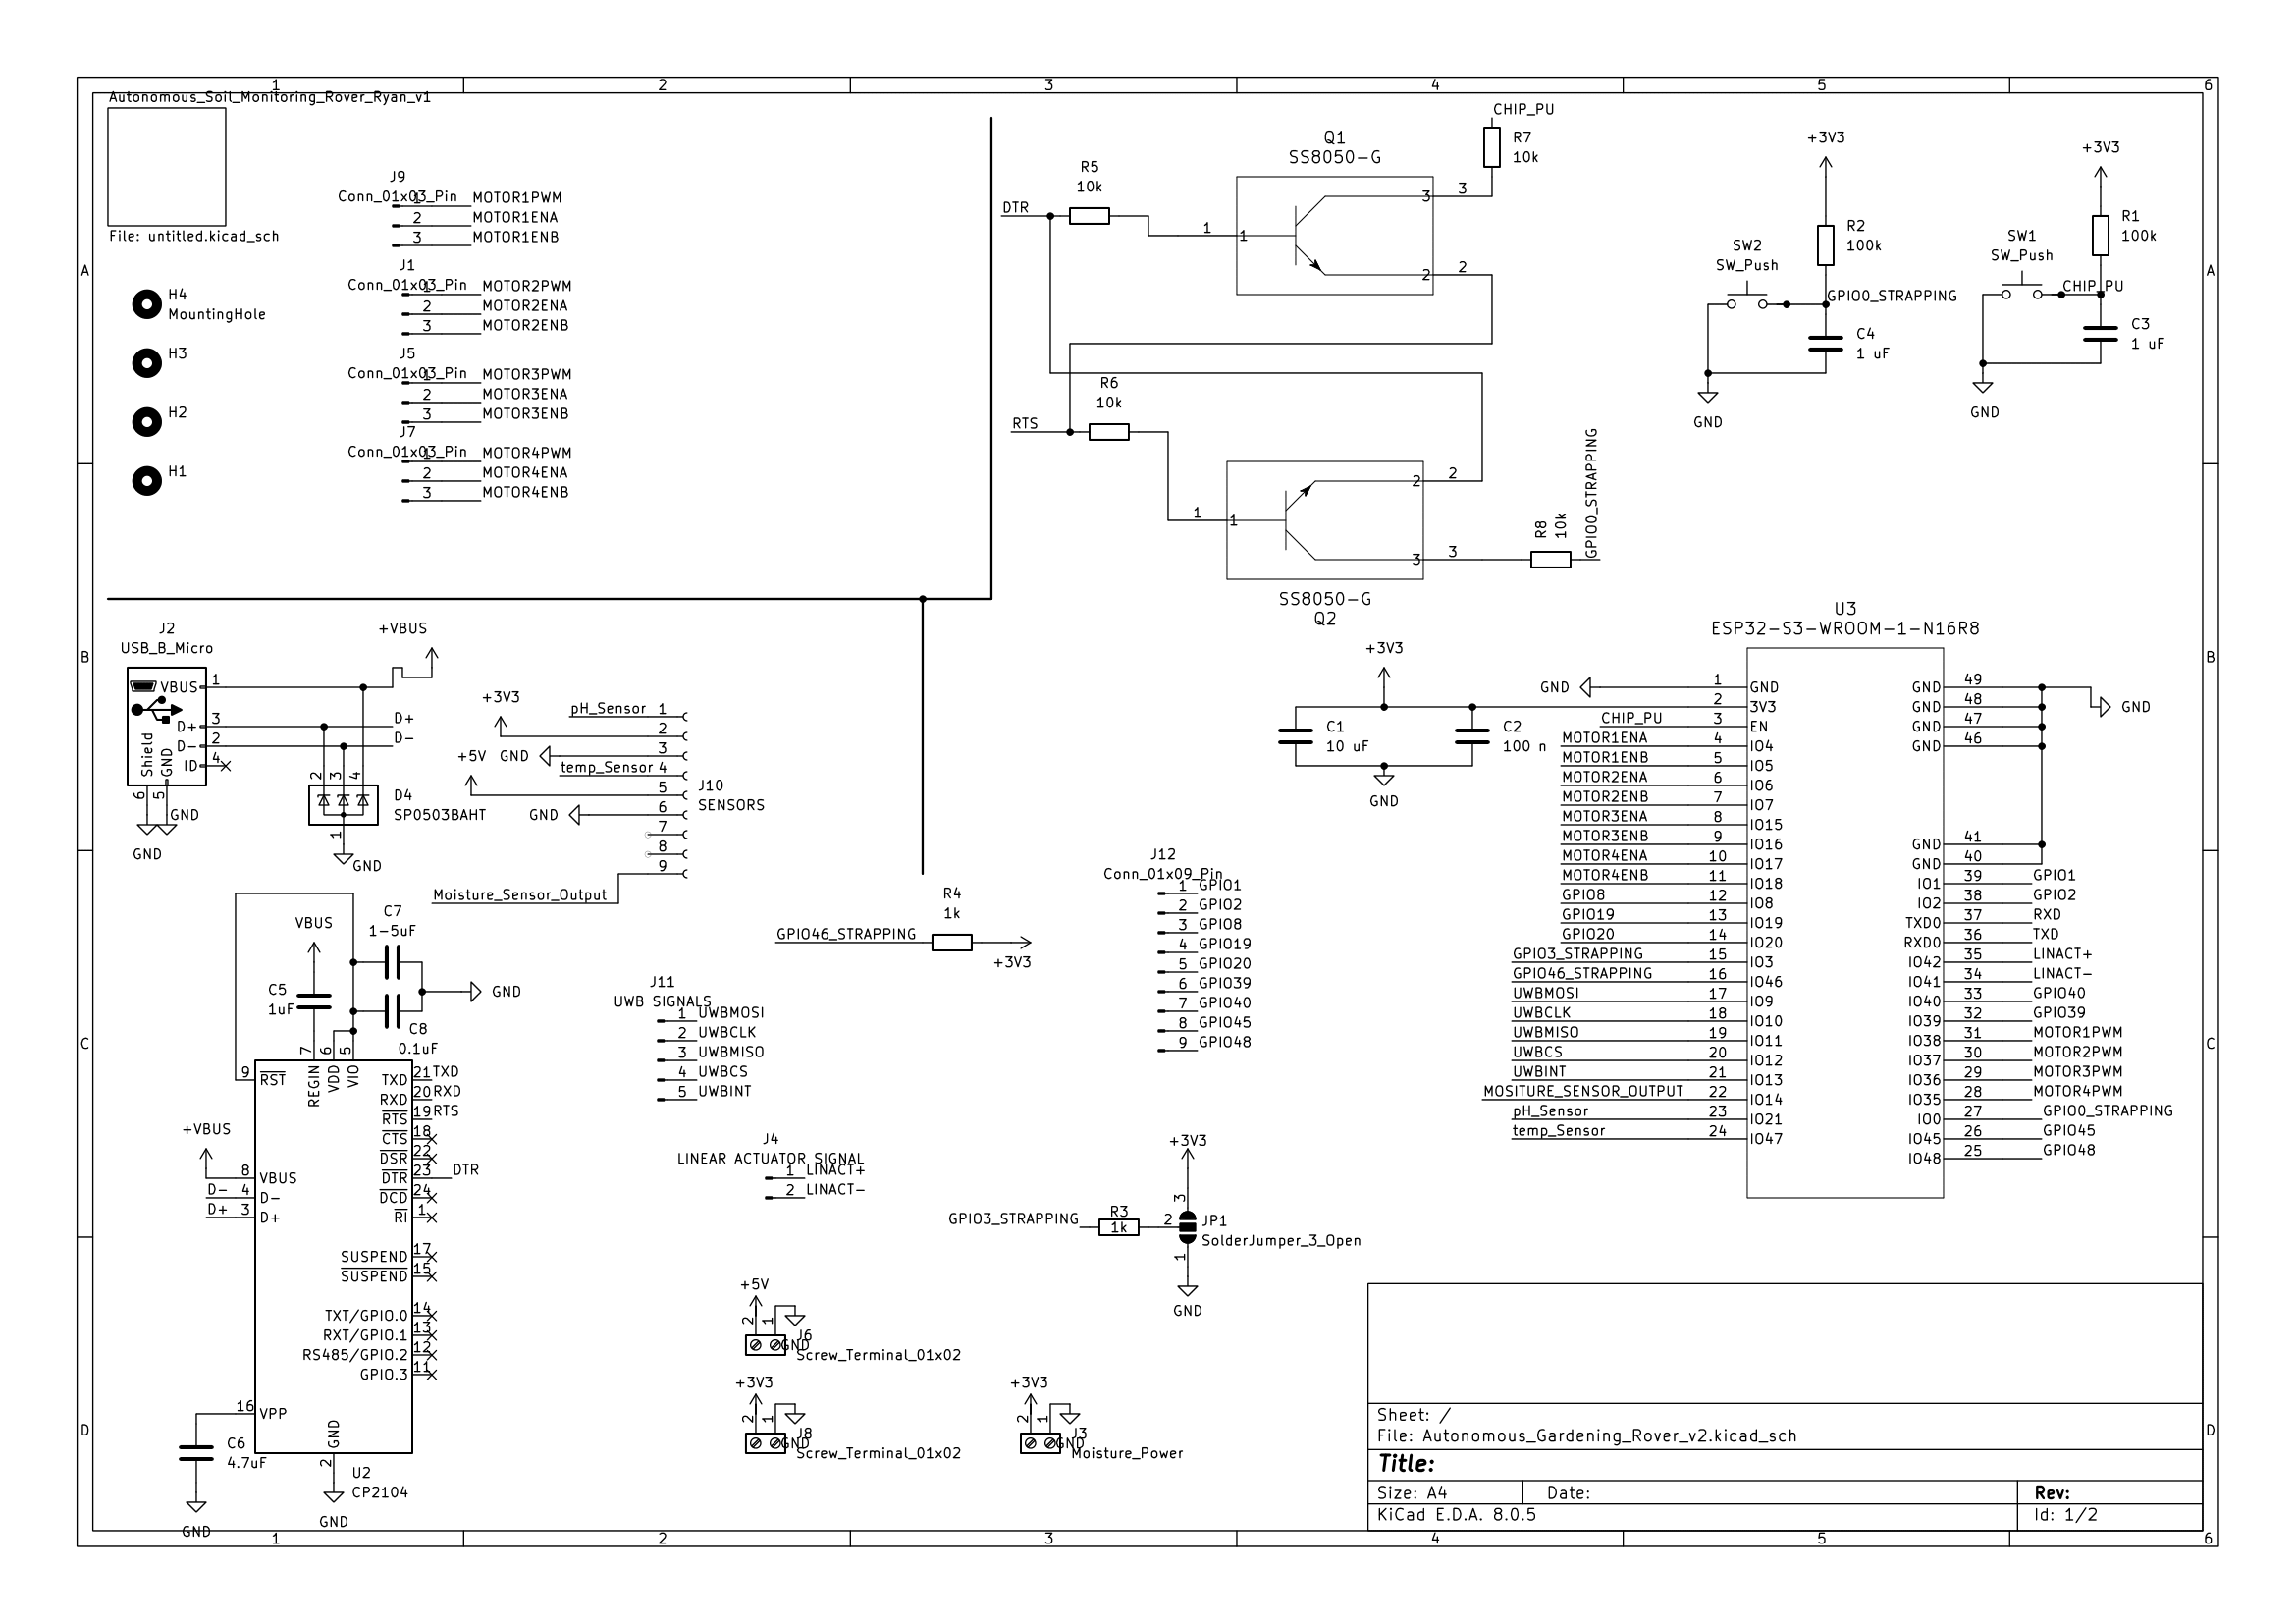 1 2 3 4 5 6
Autonomous_Soil_Monitoring_Rover_Ryan_v1
File: untitled.kicad_sch
A
B
C
D
H4
MountingHole
H3
H2
H1
J9
Conn_01x03_Pin
1 MOTOR1PWM
2 MOTOR1ENA
3 MOTOR1ENB
J1
Conn_01x03_Pin
1 MOTOR2PWM
2 MOTOR2ENA
3 MOTOR2ENB
J5
Conn_01x03_Pin
1 MOTOR3PWM
2 MOTOR3ENA
3 MOTOR3ENB
J7
Conn_01x03_Pin
1 MOTOR4PWM
2 MOTOR4ENA
3 MOTOR4ENB
CHIP_PU
R7
10k
Q1
SS8050-G
R5
10k
DTR
1 1
3 3
2 2
R6
10k
RTS
1 1
2 2
3 3
SS8050-G
Q2
R8
10k
GPIO0_STRAPPING
+3V3
R2
100k
SW2
SW_Push
GPIO0_STRAPPING
C4
1 uF
GND
+3V3
R1
100k
SW1
SW_Push
CHIP_PU
C3
1 uF
GND
J2
USB_B_Micro
+VBUS
VBUS 1
D+ 3
D- 2
ID 4
Shield
GND
6
5
GND
GND
D+
D-
2
3
4
D4
SP0503BAHT
1
GND
+3V3
+5V
GND
GND
pH_Sensor 1
2
3
temp_Sensor 4
5
6
7
8
9
J10
SENSORS
Moisture_Sensor_Output
VBUS
C7
1-5uF
C5
1uF
GND
C8
0.1uF
7
6
5
REGIN
VDD
VIO
9 RST
TXD 21 TXD
RXD 20 RXD
RTS 19 RTS
CTS 18
DSR 22
DTR 23 DTR
DCD 24
RI 1
+VBUS
8 VBUS
D- 4 D-
D+ 3 D+
SUSPEND 17
SUSPEND 15
TXT/GPIO.0 14
RXT/GPIO.1 13
RS485/GPIO.2 12
GPIO.3 11
16 VPP
GND
2
C6
4.7uF
GND
U2
CP2104
GND
GPIO46_STRAPPING
R4
1k
+3V3
J11
UWB SIGNALS
1 UWBMOSI
2 UWBCLK
3 UWBMISO
4 UWBCS
5 UWBINT
J4
LINEAR ACTUATOR SIGNAL
1 LINACT+
2 LINACT-
J12
Conn_01x09_Pin
1 GPIO1
2 GPIO2
3 GPIO8
4 GPIO19
5 GPIO20
6 GPIO39
7 GPIO40
8 GPIO45
9 GPIO48
+3V3
GPIO3_STRAPPING
R3
1k
3
2
1
JP1
SolderJumper_3_Open
GND
+5V
2
1
J6
GND
Screw_Terminal_01x02
+3V3
2
1
J8
GND
Screw_Terminal_01x02
+3V3
2
1
J3
GND
Moisture_Power
+3V3
C1
10 uF
C2
100 n
GND
U3
ESP32-S3-WROOM-1-N16R8
GND 1 GND
2 3V3
CHIP_PU 3 EN
MOTOR1ENA 4 IO4
MOTOR1ENB 5 IO5
MOTOR2ENA 6 IO6
MOTOR2ENB 7 IO7
MOTOR3ENA 8 IO15
MOTOR3ENB 9 IO16
MOTOR4ENA 10 IO17
MOTOR4ENB 11 IO18
GPIO8 12 IO8
GPIO19 13 IO19
GPIO20 14 IO20
GPIO3_STRAPPING 15 IO3
GPIO46_STRAPPING 16 IO46
UWBMOSI 17 IO9
UWBCLK 18 IO10
UWBMISO 19 IO11
UWBCS 20 IO12
UWBINT 21 IO13
MOSITURE_SENSOR_OUTPUT 22 IO14
pH_Sensor 23 IO21
temp_Sensor 24 IO47
GND 49
GND 48 GND
GND 47
GND 46
GND 41
GND 40
IO1 39 GPIO1
IO2 38 GPIO2
TXD0 37 RXD
RXD0 36 TXD
IO42 35 LINACT+
IO41 34 LINACT-
IO40 33 GPIO40
IO39 32 GPIO39
IO38 31 MOTOR1PWM
IO37 30 MOTOR2PWM
IO36 29 MOTOR3PWM
IO35 28 MOTOR4PWM
IO0 27 GPIO0_STRAPPING
IO45 26 GPIO45
IO48 25 GPIO48
Sheet: /
File: Autonomous_Gardening_Rover_v2.kicad_sch
Title:
Size: A4 Date: Rev:
KiCad E.D.A. 8.0.5 Id: 1/2
A
B
C
D
1 2 3 4 5 6